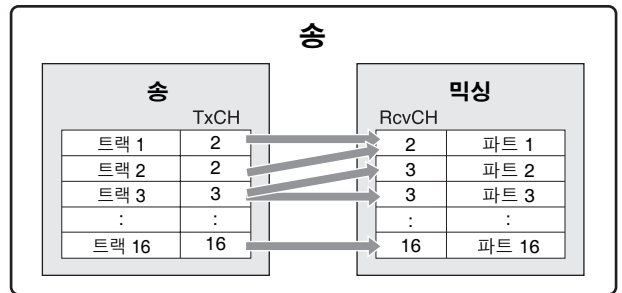 송
송
TxCH
트랙 1 2
트랙 2 2
트랙 3 3
: :
트랙 16 16
믹싱
RcvCH
2 파트 1
3 파트 2
3 파트 3
: :
16 파트 16